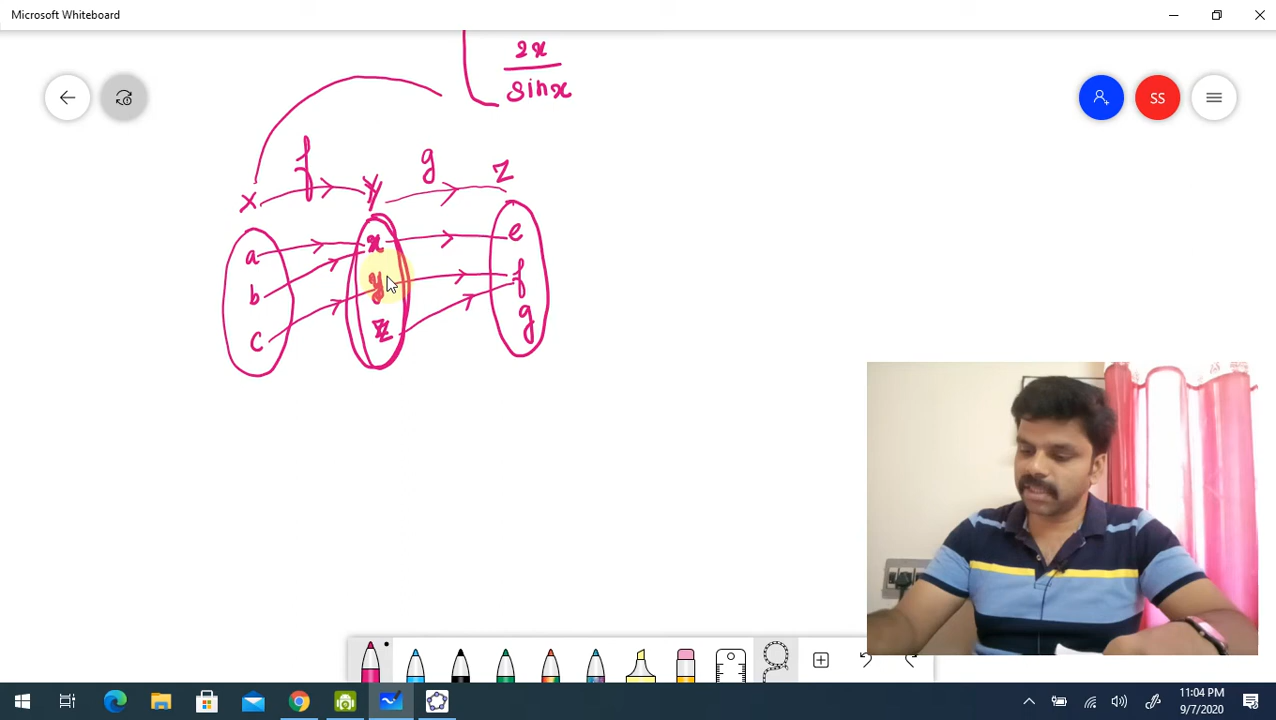 Microsoft Whiteboard
2x
sinx
SS
f
g
X
Y
Z
a
x
e
b
y
f
c
z
g
11:04 PM
9/7/2020